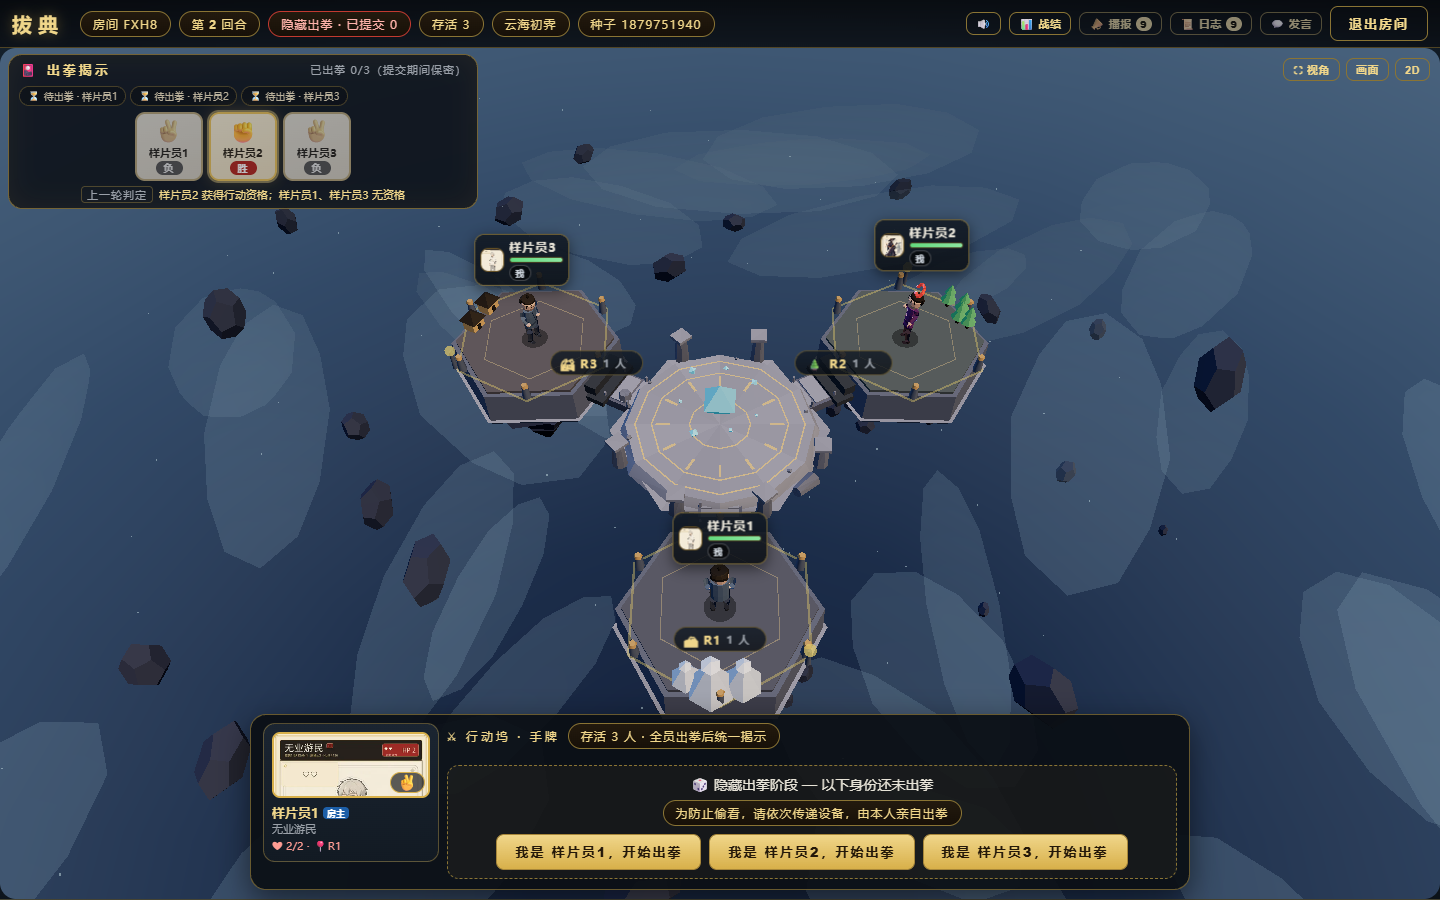 拔典
房间 FXH8
第 2 回合
隐藏出拳 · 已提交 0
存活 3
云海初霁
种子 1879751940
战绩
播报 9
日志 9
发言
退出房间
出拳揭示
已出拳 0/3（提交期间保密）
待出拳 · 样片员1
待出拳 · 样片员2
待出拳 · 样片员3
样片员1
负
样片员2
胜
样片员3
负
上一轮判定
样片员2 获得行动资格；样片员1、样片员3 无资格
视角
画面
2D
样片员3
我
样片员2
我
R3 1 人
R2 1 人
样片员1
我
R1 1 人
无业游民
HP 2
样片员1 房主
无业游民
2/2 · R1
行动坞 · 手牌
存活 3 人 · 全员出拳后统一揭示
隐藏出拳阶段 — 以下身份还未出拳
为防止偷看，请依次传递设备，由本人亲自出拳
我是 样片员1，开始出拳
我是 样片员2，开始出拳
我是 样片员3，开始出拳